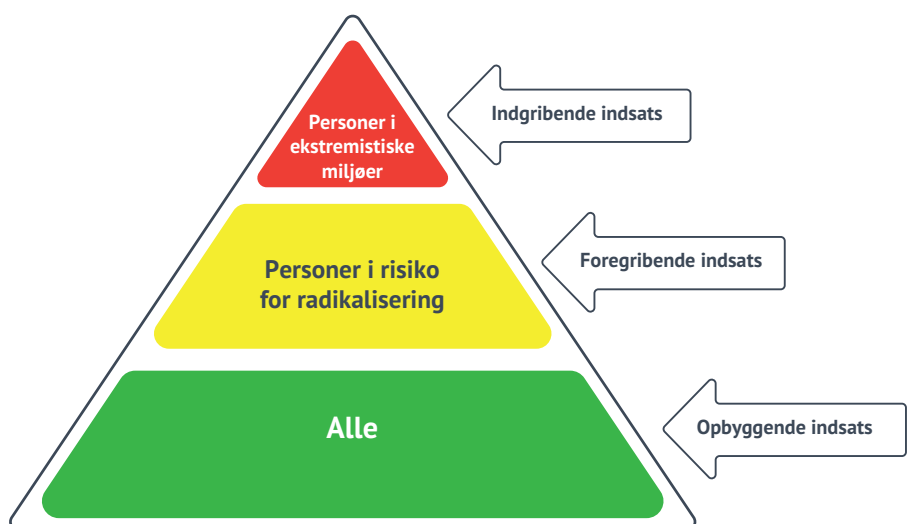 Personer i
ekstremistiske
miljøer
Indgribende indsats
Personer i risiko
for radikalisering
Foregribende indsats
Alle
Opbyggende indsats